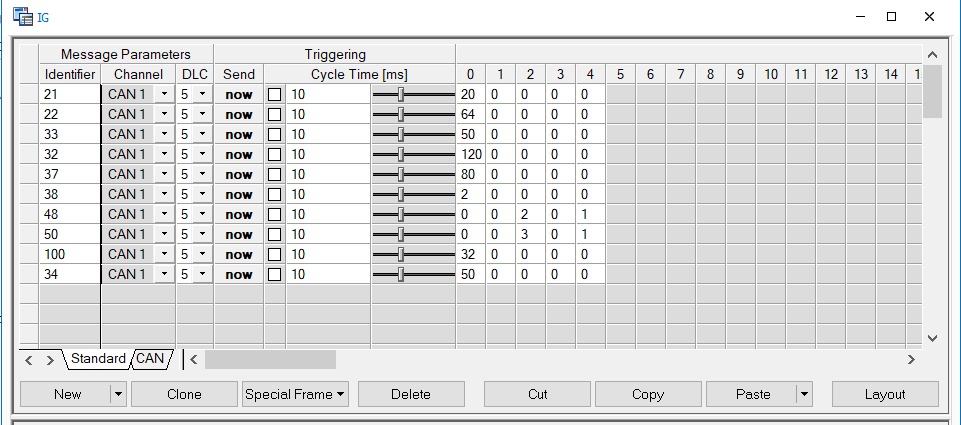 IG
Message Parameters Triggering
Identifier Channel DLC Send Cycle Time [ms] 0 1 2 3 4 5 6 7 8 9 10 11 12 13 14
21 CAN 1 5 now 10 20 0 0 0 0
22 CAN 1 5 now 10 64 0 0 0 0
33 CAN 1 5 now 10 50 0 0 0 0
32 CAN 1 5 now 10 120 0 0 0 0
37 CAN 1 5 now 10 80 0 0 0 0
38 CAN 1 5 now 10 2 0 0 0 0
48 CAN 1 5 now 10 0 0 2 0 1
50 CAN 1 5 now 10 0 0 3 0 1
100 CAN 1 5 now 10 32 0 0 0 0
34 CAN 1 5 now 10 50 0 0 0 0
Standard CAN
New Clone Special Frame Delete Cut Copy Paste Layout